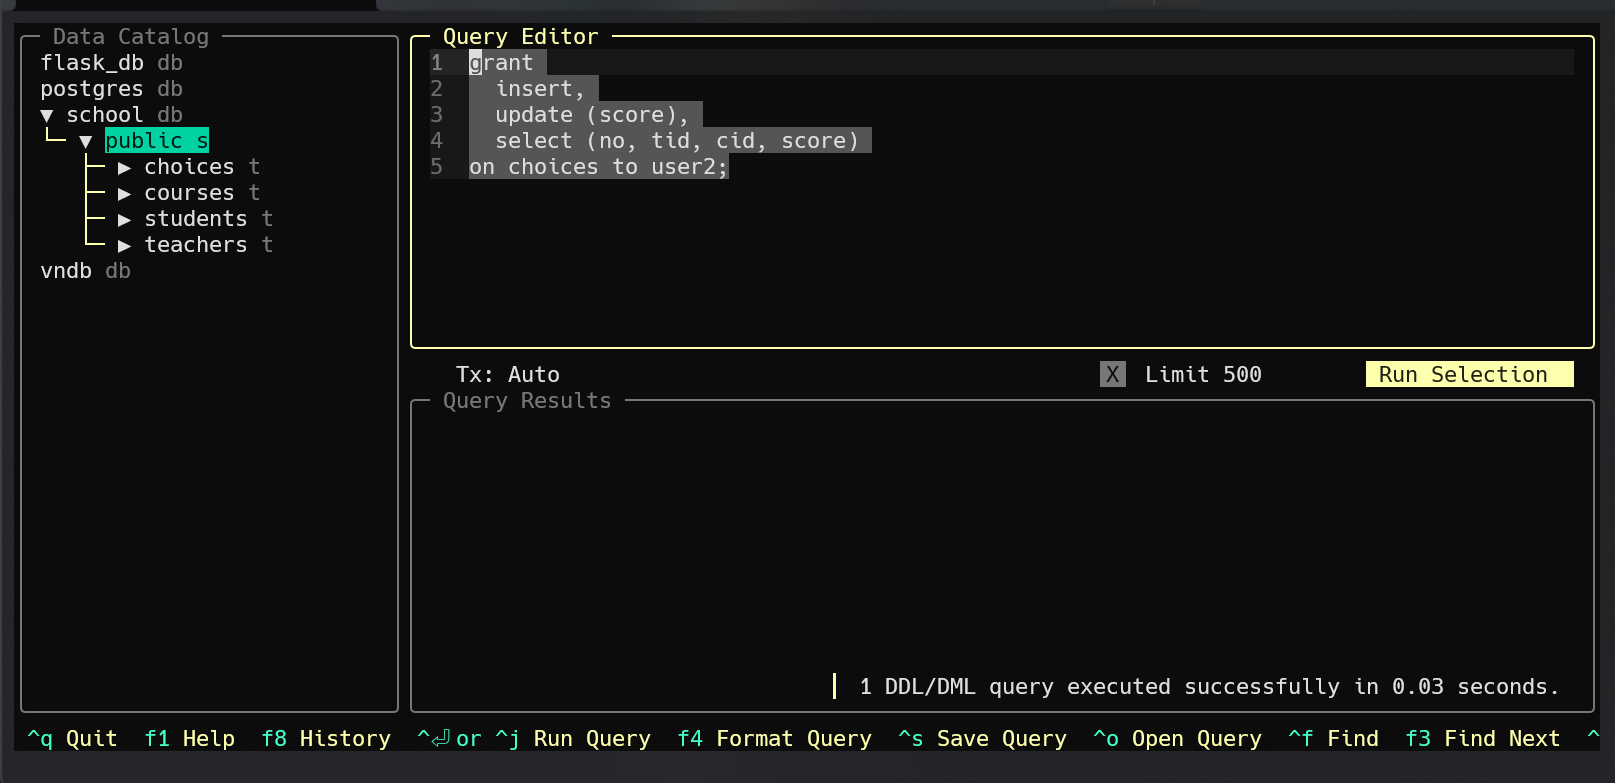 Data Catalog
flask_db db
postgres db
▼ school db
▼ public s
▶ choices t
▶ courses t
▶ students t
▶ teachers t
vndb db
Query Editor
1 grant
2 insert,
3 update (score),
4 select (no, tid, cid, score)
5 on choices to user2;
Tx: Auto X Limit 500 Run Selection
Query Results
1 DDL/DML query executed successfully in 0.03 seconds.
^q Quit f1 Help f8 History ^⏎ or ^j Run Query f4 Format Query ^s Save Query ^o Open Query ^f Find f3 Find Next ^